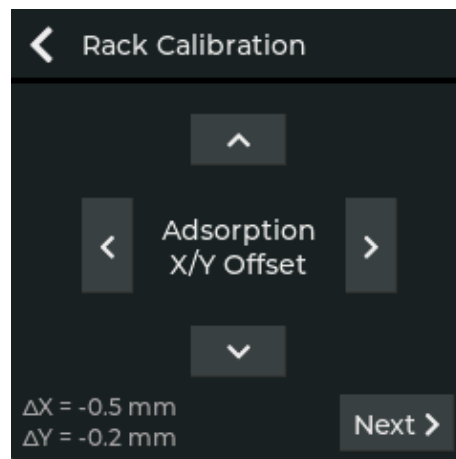 Rack Calibration
Adsorption
X/Y Offset
ΔX = -0.5 mm
ΔY = -0.2 mm
Next